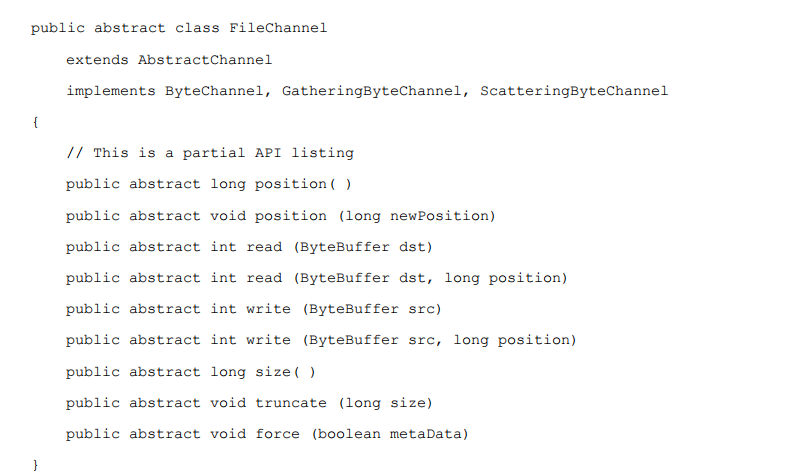 public abstract class FileChannel
extends AbstractChannel
implements ByteChannel, GatheringByteChannel, ScatteringByteChannel
{
// This is a partial API listing
public abstract long position( )
public abstract void position (long newPosition)
public abstract int read (ByteBuffer dst)
public abstract int read (ByteBuffer dst, long position)
public abstract int write (ByteBuffer src)
public abstract int write (ByteBuffer src, long position)
public abstract long size( )
public abstract void truncate (long size)
public abstract void force (boolean metaData)
}